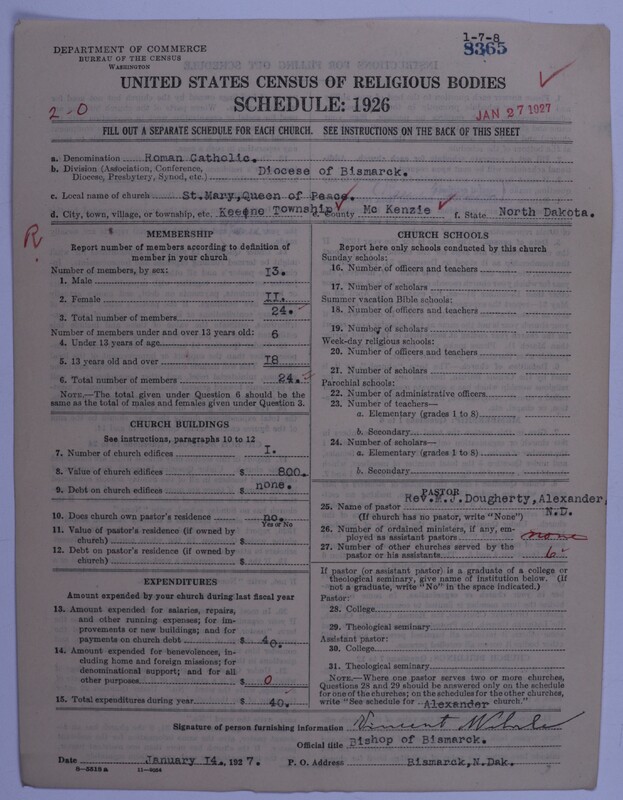 1-7-8
8365
DEPARTMENT OF COMMERCE
BUREAU OF THE CENSUS
WASHINGTON
UNITED STATES CENSUS OF RELIGIOUS BODIES
SCHEDULE: 1926
2-0
JAN 27 1927
FILL OUT A SEPARATE SCHEDULE FOR EACH CHURCH. SEE INSTRUCTIONS ON THE BACK OF THIS SHEET
a. Denomination Roman Catholic.
b. Division (Association, Conference, Diocese, Presbytery, Synod, etc.) Diocese of Bismarck.
c. Local name of church St.Mary,Queen of Peace.
d. City, town, village, or township, etc. Keene Township e. County Mc Kenzie f. State North Dakota.
R
MEMBERSHIP
Report number of members according to definition of
member in your church
Number of members, by sex:
1. Male 13.
2. Female 11.
3. Total number of members 24.
Number of members under and over 13 years old:
4. Under 13 years of age 6
5. 13 years old and over 18
6. Total number of members 24.
NOTE.—The total given under Question 6 should be
same as the total of males and females given under Question 3.
CHURCH BUILDINGS
See instructions, paragraphs 10 to 12
7. Number of church edifices I.
8. Value of church edifices $ 800.
9. Debt on church edifices $ none.
10. Does church own pastor's residence no.
Yes or No
11. Value of pastor's residence (if owned by
church) $
12. Debt on pastor's residence (if owned by
church) $
EXPENDITURES
Amount expended by your church during last fiscal year
13. Amount expended for salaries, repairs,
and other running expenses; for im-
provements or new buildings; and for
payments on church debt $ 40.
14. Amount expended for benevolences, in-
cluding home and foreign missions; for
denominational support; and for all
other purposes $ 0
15. Total expenditures during year $ 40.
CHURCH SCHOOLS
Report here only schools conducted by this church
Sunday schools:
16. Number of officers and teachers
17. Number of scholars
Summer vacation Bible schools:
18. Number of officers and teachers
19. Number of scholars
Week-day religious schools:
20. Number of officers and teachers
21. Number of scholars
Parochial schools:
22. Number of administrative officers
23. Number of teachers—
a. Elementary (grades 1 to 8)
b. Secondary
24. Number of scholars—
a. Elementary (grades 1 to 8)
b. Secondary
PASTOR
Rev.M.J.Dougherty,Alexander,
25. Name of pastor N.D.
(If church has no pastor, write "None")
26. Number of ordained ministers, if any, em-
ployed as assistant pastors none
27. Number of other churches served by the
pastor or his assistants 6
If pastor (or assistant pastor) is a graduate of a college or
theological seminary, give name of institution below. (If
not a graduate, write "No" in the space indicated.)
Pastor:
28. College
29. Theological seminary
Assistant pastor:
30. College
31. Theological seminary
NOTE.—Where one pastor serves two or more churches,
Questions 28 and 29 should be answered only on the schedule
for one of the churches; on the schedules for the other churches,
write "See schedule for Alexander church."
Signature of person furnishing information Vincent Wehrle
Official title Bishop of Bismarck.
Date January 14., 1927. P. O. Address Bismarck,N.Dak.